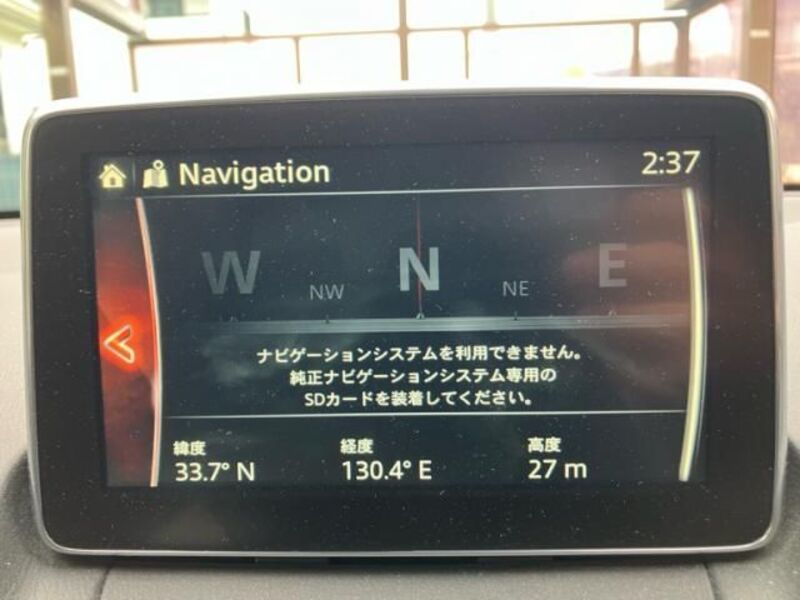 Navigation 2:37
W NW N NE E
ナビゲーションシステムを利用できません。
純正ナビゲーションシステム専用の
SDカードを装着してください。
緯度 経度 高度
33.7° N 130.4° E 27 m